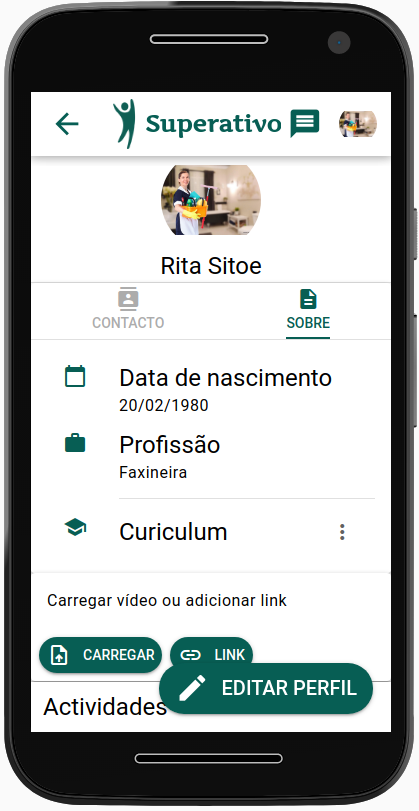 Superativo
Rita Sitoe
CONTACTO
SOBRE
Data de nascimento
20/02/1980
Profissão
Faxineira
Curiculum
Carregar vídeo ou adicionar link
CARREGAR
LINK
EDITAR PERFIL
Actividades